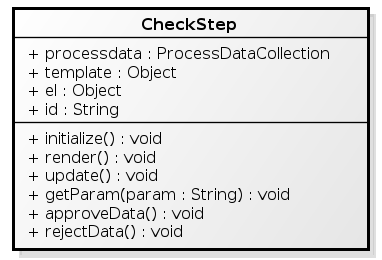 CheckStep
+ processdata : ProcessDataCollection
+ template : Object
+ el : Object
+ id : String
+ initialize() : void
+ render() : void
+ update() : void
+ getParam(param : String) : void
+ approveData() : void
+ rejectData() : void